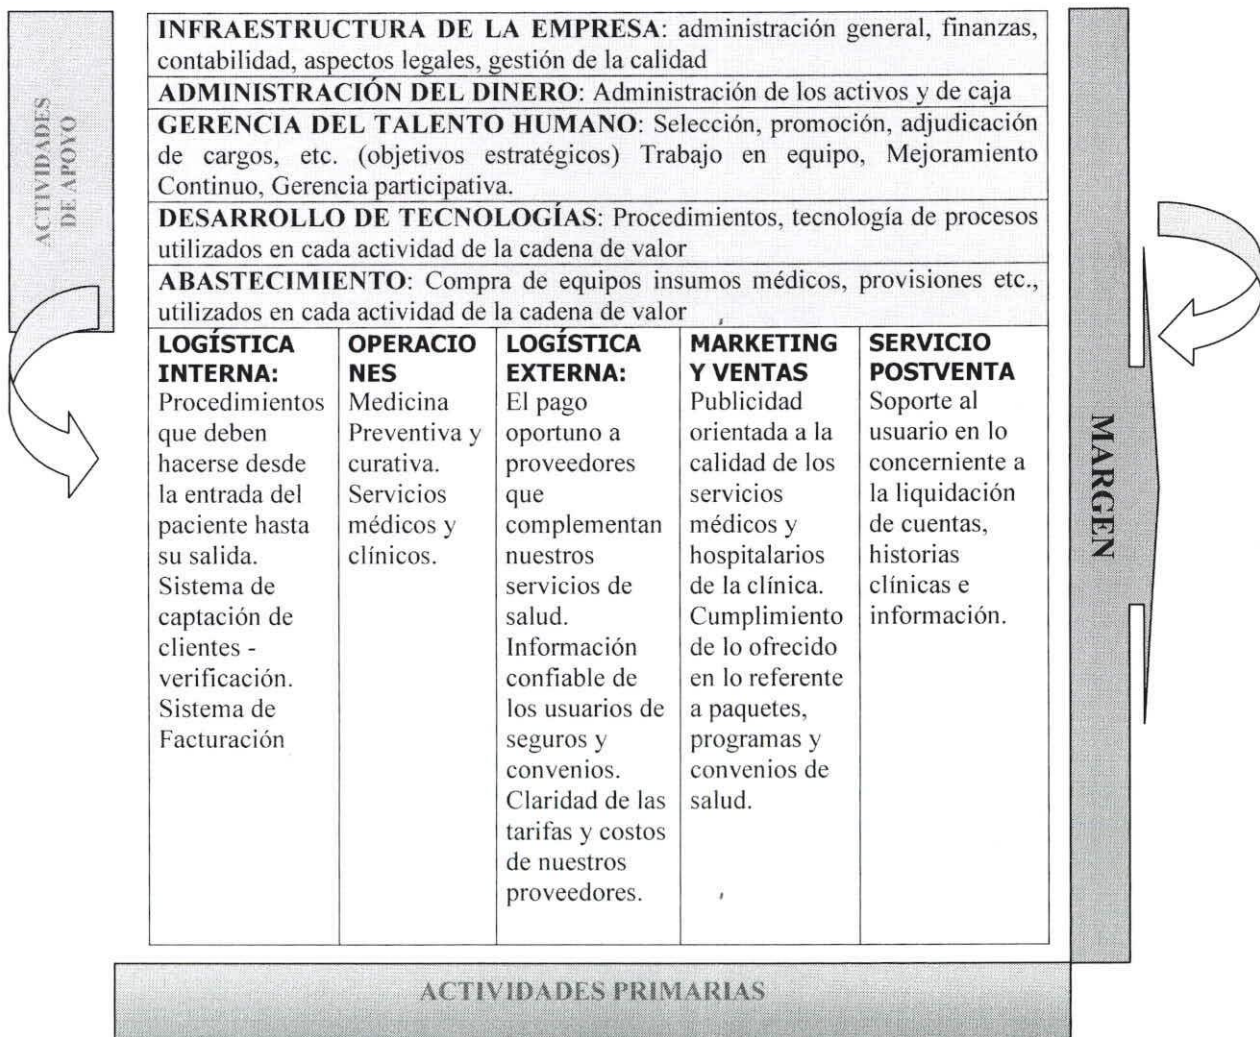 ACTIVIDADES
DE APOYO
INFRAESTRUCTURA DE LA EMPRESA: administración general, finanzas,
contabilidad, aspectos legales, gestión de la calidad
ADMINISTRACIÓN DEL DINERO: Administración de los activos y de caja
GERENCIA DEL TALENTO HUMANO: Selección, promoción, adjudicación
de cargos, etc. (objetivos estratégicos) Trabajo en equipo, Mejoramiento
Continuo, Gerencia participativa.
DESARROLLO DE TECNOLOGÍAS: Procedimientos, tecnología de procesos
utilizados en cada actividad de la cadena de valor
ABASTECIMIENTO: Compra de equipos insumos médicos, provisiones etc.,
utilizados en cada actividad de la cadena de valor
LOGÍSTICA
INTERNA:
Procedimientos
que deben
hacerse desde
la entrada del
paciente hasta
su salida.
Sistema de
captación de
clientes -
verificación.
Sistema de
Facturación
OPERACIO
NES
Medicina
Preventiva y
curativa.
Servicios
médicos y
clínicos.
LOGÍSTICA
EXTERNA:
El pago
oportuno a
proveedores
que
complementan
nuestros
servicios de
salud.
Información
confiable de
los usuarios de
seguros y
convenios.
Claridad de las
tarifas y costos
de nuestros
proveedores.
MARKETING
Y VENTAS
Publicidad
orientada a la
calidad de los
servicios
médicos y
hospitalarios
de la clínica.
Cumplimiento
de lo ofrecido
en lo referente
a paquetes,
programas y
convenios de
salud.
SERVICIO
POSTVENTA
Soporte al
usuario en lo
concerniente a
la liquidación
de cuentas,
historias
clínicas e
información.
MARGEN
ACTIVIDADES PRIMARIAS